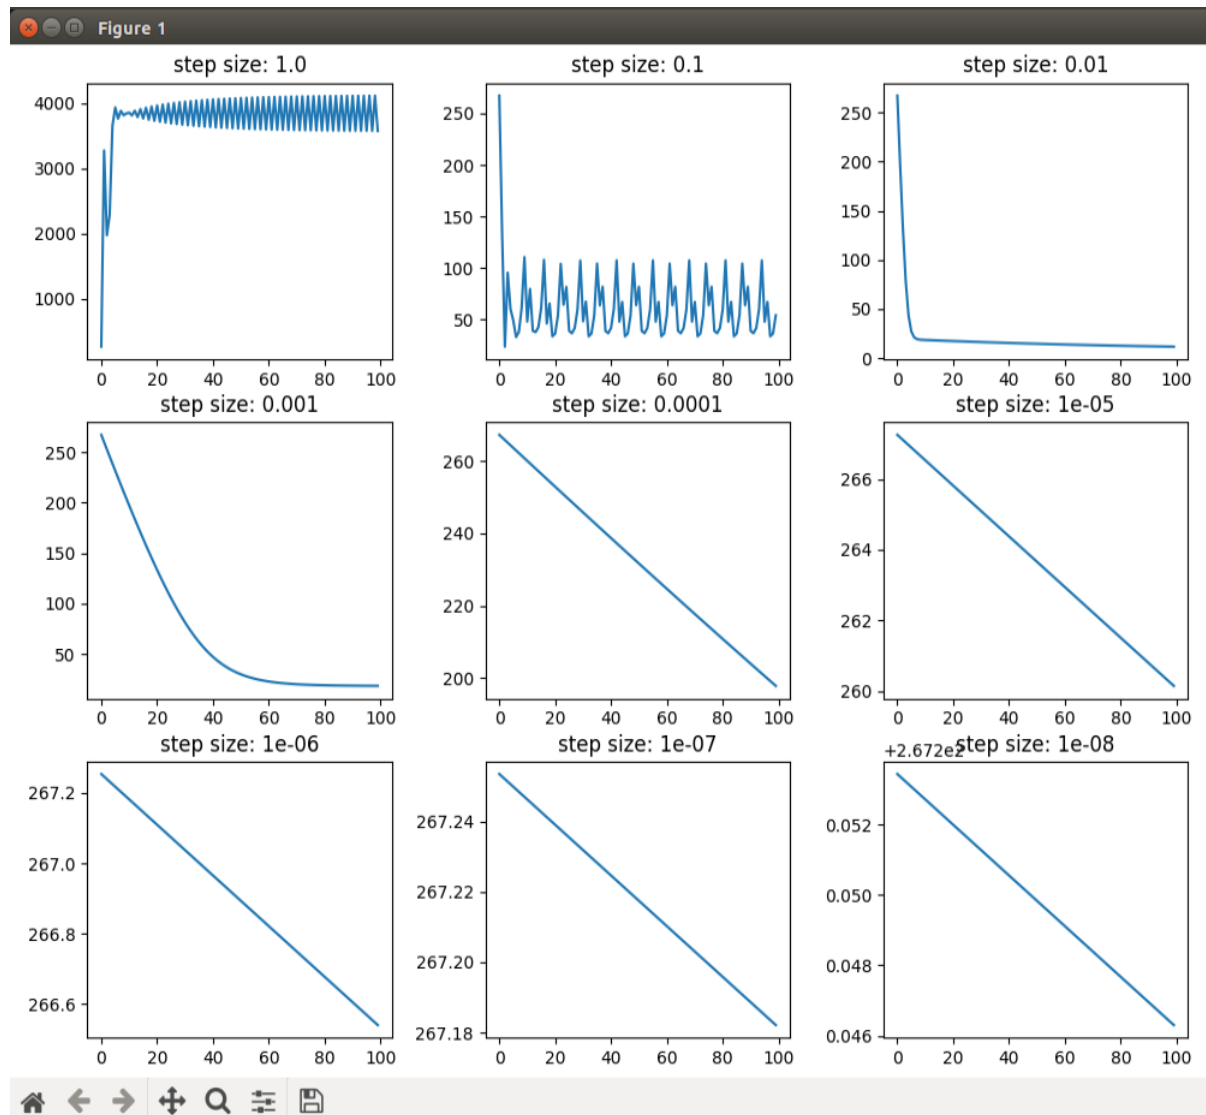 Figure 1
step size: 1.0
step size: 0.1
step size: 0.01
4000
3000
2000
1000
0 20 40 60 80 100
250
200
150
100
50
0 20 40 60 80 100
250
200
150
100
50
0
0 20 40 60 80 100
step size: 0.001
step size: 0.0001
step size: 1e-05
250
200
150
100
50
0 20 40 60 80 100
260
240
220
200
0 20 40 60 80 100
266
264
262
260
0 20 40 60 80 100
step size: 1e-06
step size: 1e-07
+2.672e2
step size: 1e-08
267.2
267.0
266.8
266.6
0 20 40 60 80 100
267.24
267.22
267.20
267.18
0 20 40 60 80 100
0.052
0.050
0.048
0.046
0 20 40 60 80 100